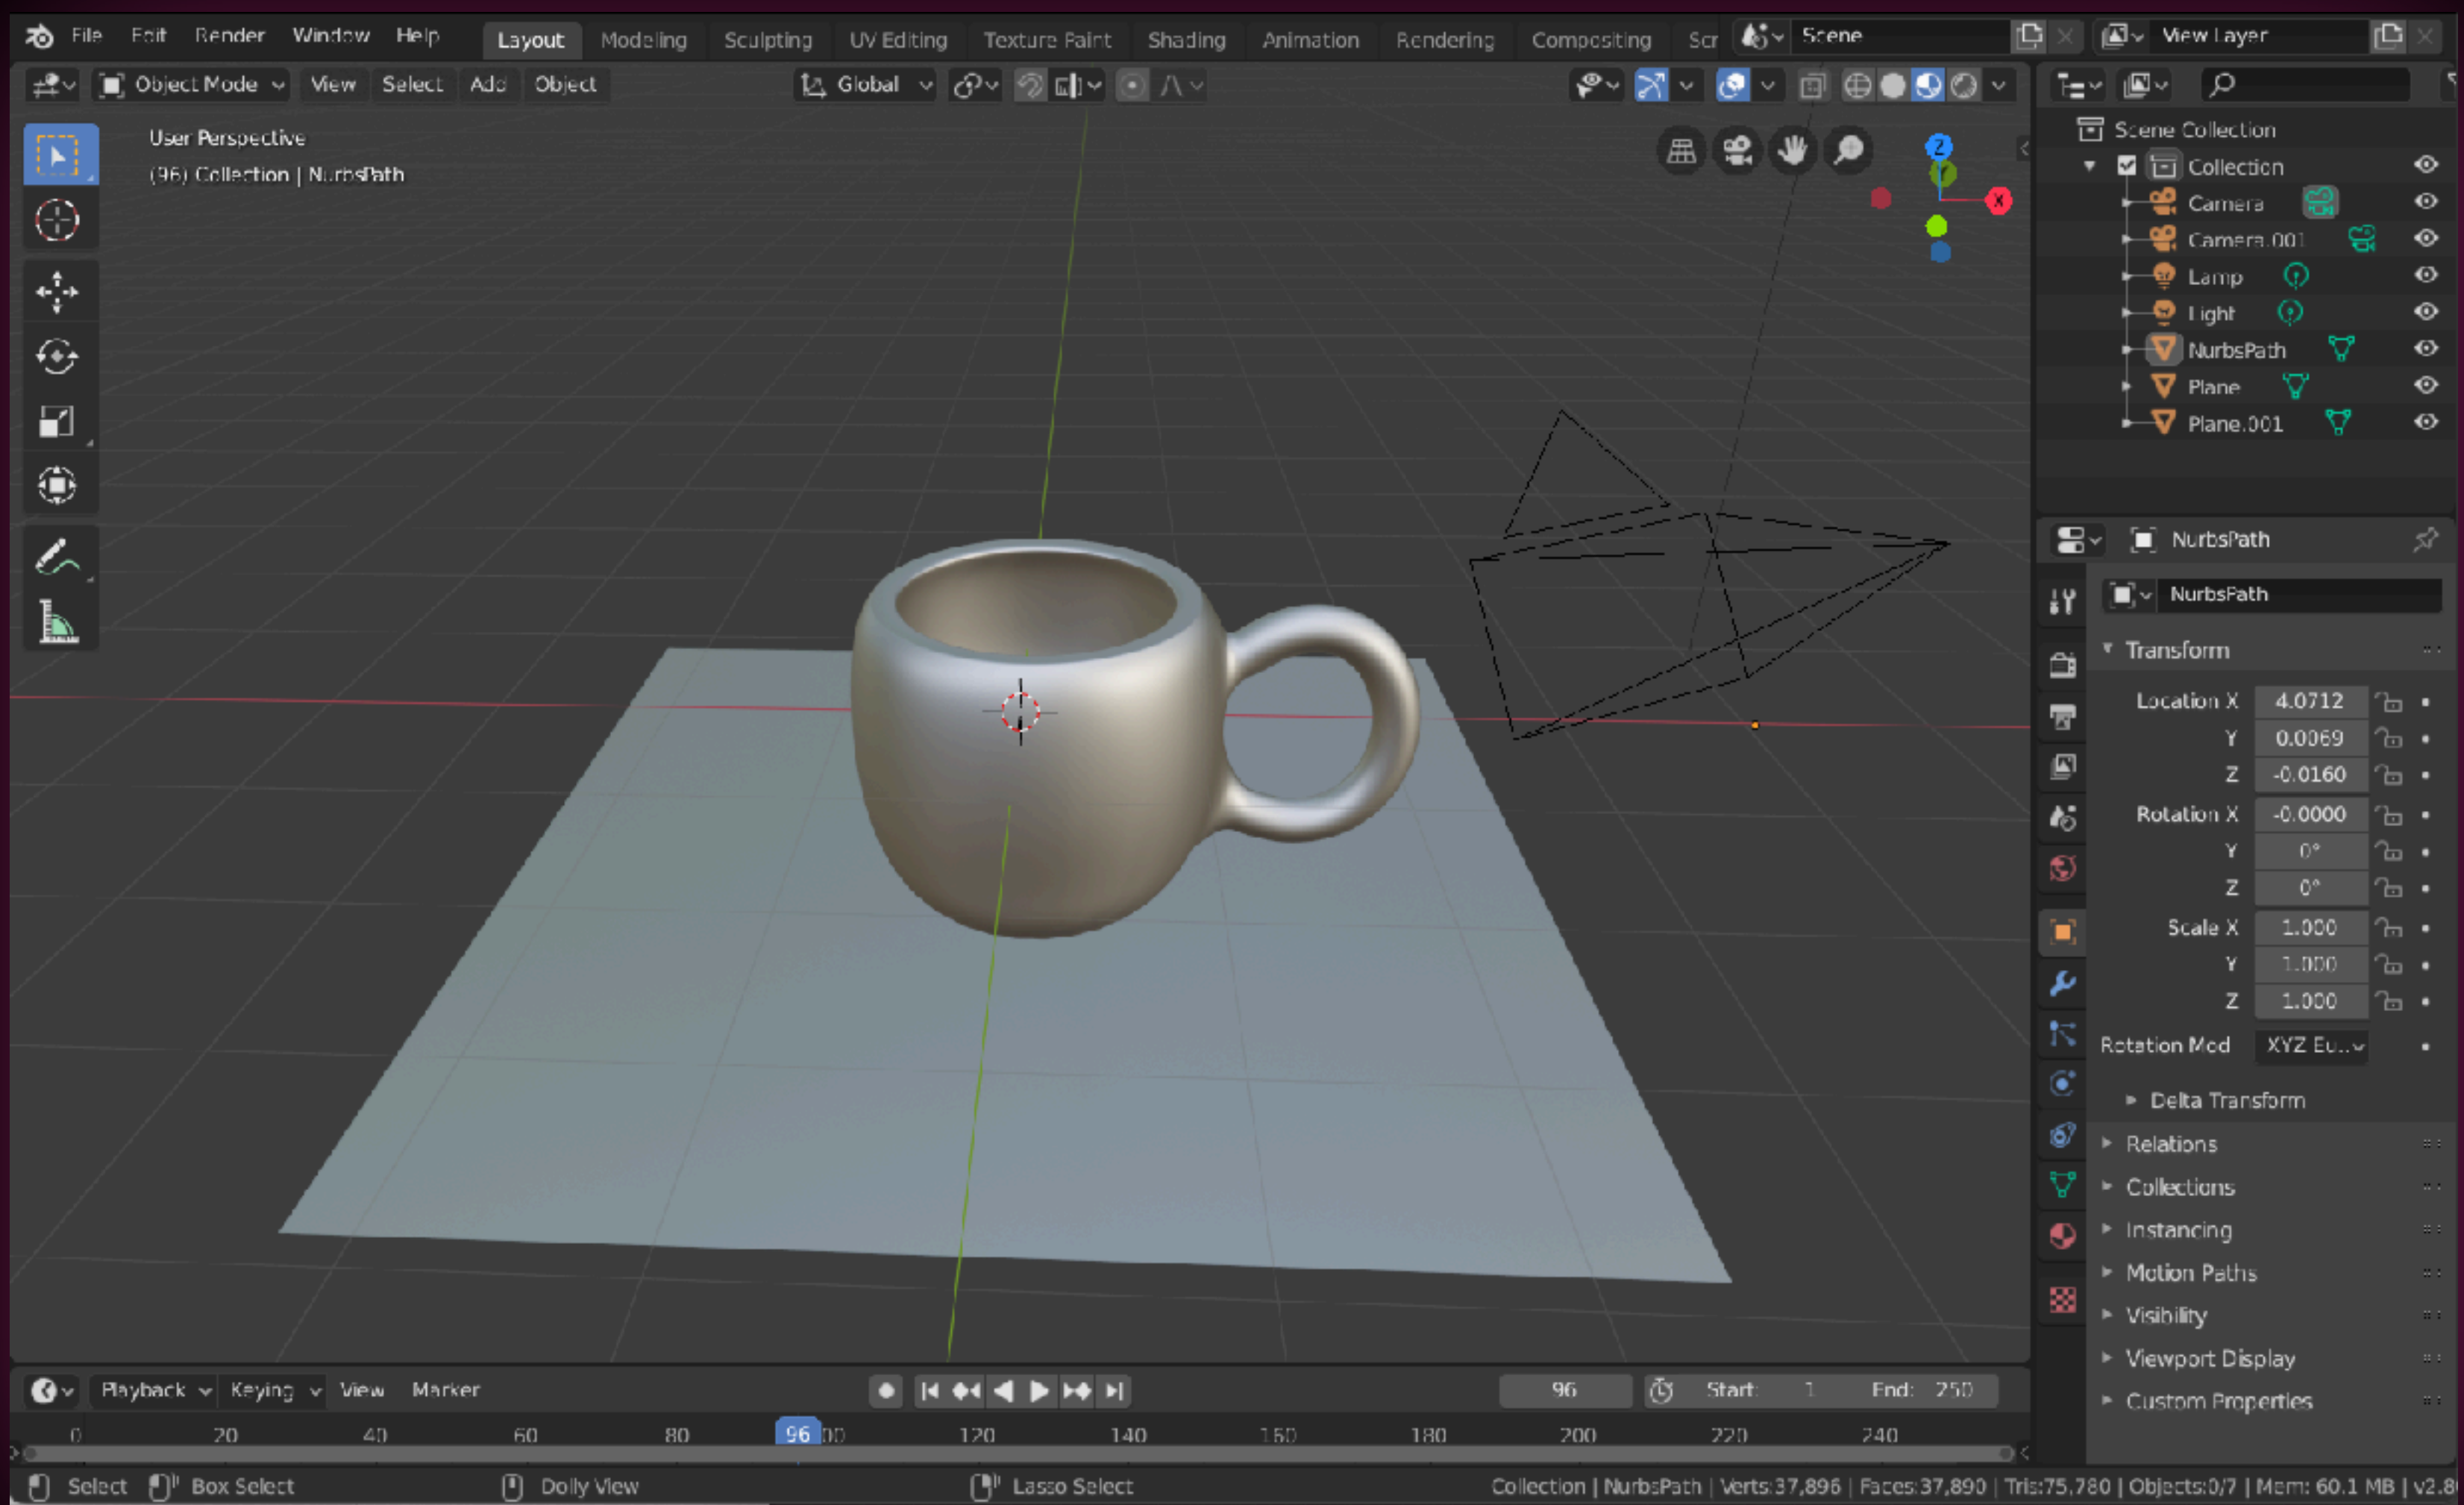 File Edit Render Window Help Layout Modeling Sculpting UV Editing Texture Paint Shading Animation Rendering Compositing Scr Scene View Layer
Object Mode View Select Add Object Global
User Perspective
(96) Collection | NurbsPath
Z
Y
X
Scene Collection
Collection
Camera
Camera.001
Lamp
Light
NurbsPath
Plane
Plane.001
NurbsPath
NurbsPath
Transform
Location X 4.0712
Y 0.0069
Z -0.0160
Rotation X -0.0000
Y 0°
Z 0°
Scale X 1.000
Y 1.000
Z 1.000
Rotation Mod XYZ Eu..
Delta Transform
Relations
Collections
Instancing
Motion Paths
Visibility
Viewport Display
Custom Properties
Playback Keying View Marker 96 Start: 1 End: 250
0 20 40 60 80 96 00 120 140 160 180 200 220 240
Select Box Select Dolly View Lasso Select Collection | NurbsPath | Verts:37,896 | Faces:37,890 | Tris:75,780 | Objects:0/7 | Mem: 60.1 MB | v2.8